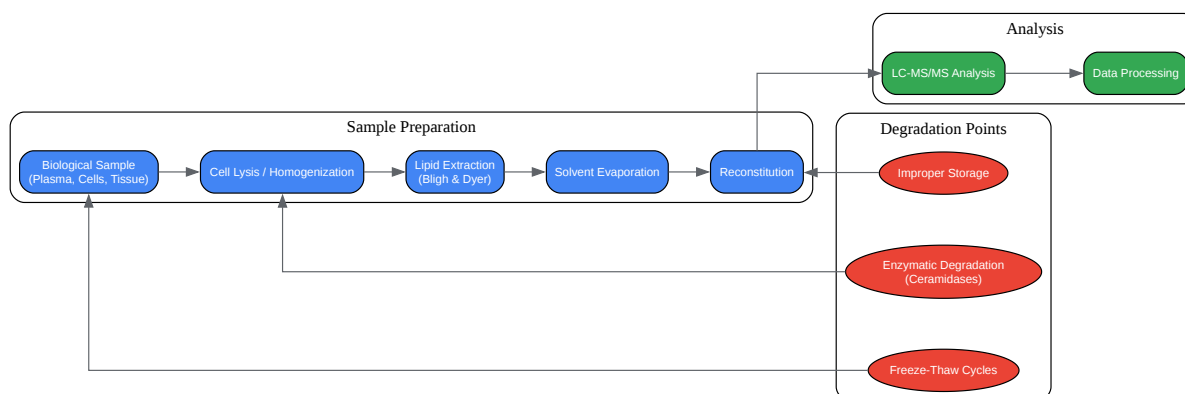 Analysis
LC-MS/MS Analysis
Data Processing
Sample Preparation
Biological Sample
(Plasma, Cells, Tissue)
Cell Lysis / Homogenization
Lipid Extraction
(Bligh & Dyer)
Solvent Evaporation
Reconstitution
Degradation Points
Improper Storage
Enzymatic Degradation
(Ceramidases)
Freeze-Thaw Cycles